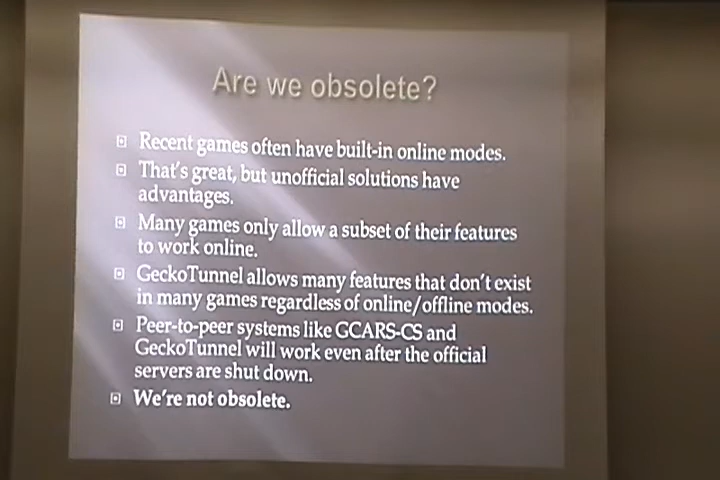 Are we obsolete?
Recent games often have built-in online modes.
That's great, but unofficial solutions have
advantages.
Many games only allow a subset of their features
to work online.
GeckoTunnel allows many features that don't exist
in many games regardless of online/offline modes.
Peer-to-peer systems like GCARS-CS and
GeckoTunnel will work even after the official
servers are shut down.
We're not obsolete.